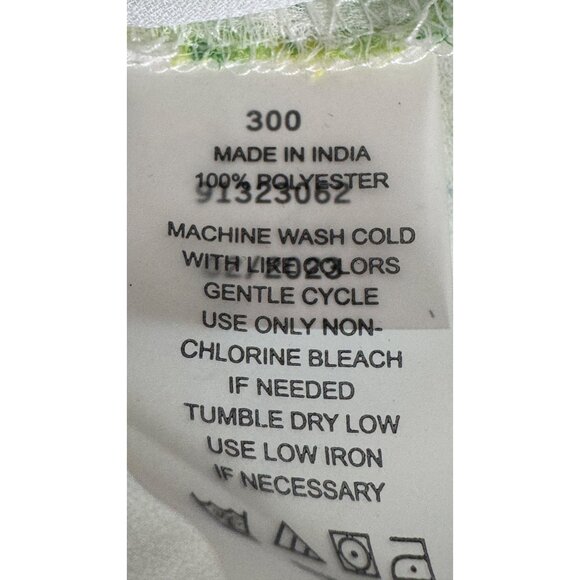 300
MADE IN INDIA
100% POLYESTER
91323062
MACHINE WASH COLD
WITH LIKE COLORS
GENTLE CYCLE
USE ONLY NON-
CHLORINE BLEACH
IF NEEDED
TUMBLE DRY LOW
USE LOW IRON
IF NECESSARY